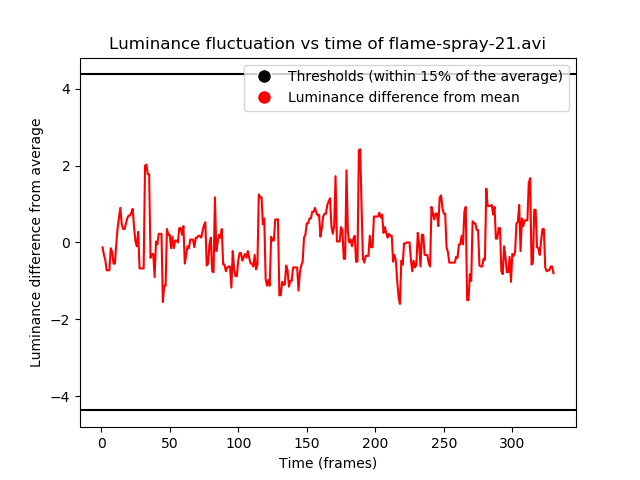 Luminance fluctuation vs time of flame-spray-21.avi
Thresholds (within 15% of the average)
Luminance difference from mean
Luminance difference from average
4
2
0
−2
−4
0 50 100 150 200 250 300
Time (frames)